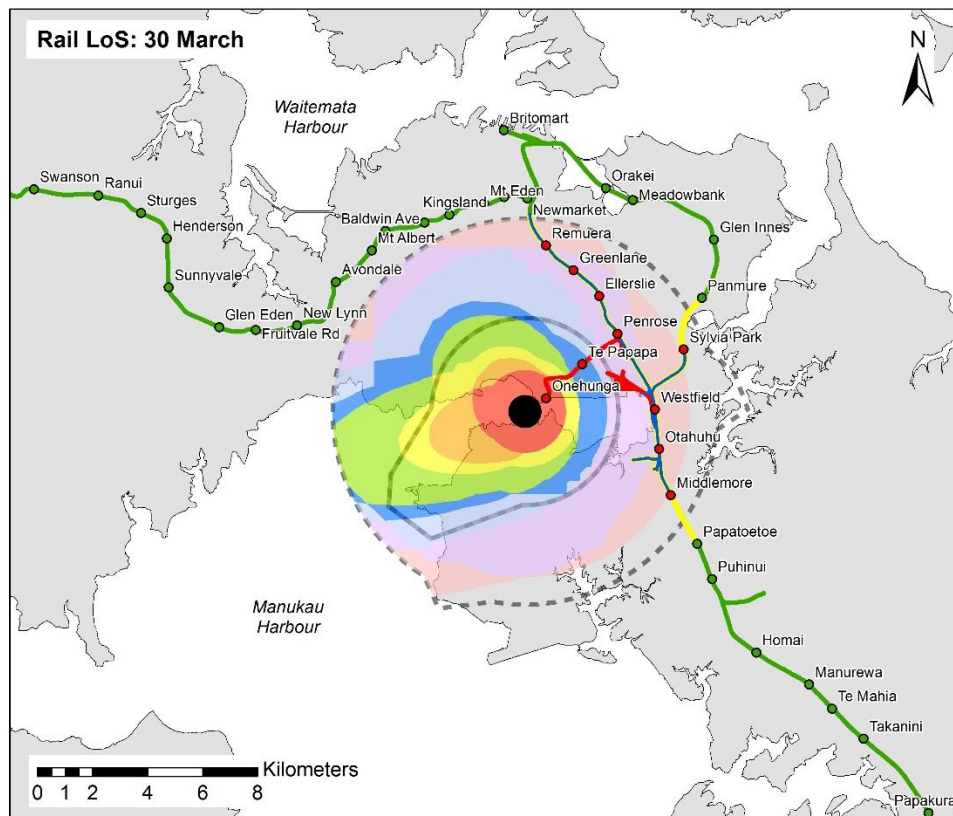 Rail LoS: 30 March
N
Waitemata
Harbour
Britomart
Swanson
Ranui
Sturges
Henderson
Sunnyvale
Glen Eden
Fruitvale Rd
New Lynn
Avondale
Mt Albert
Baldwin Ave
Kingsland
Mt Eden
Newmarket
Orakei
Meadowbank
Glen Innes
Panmure
Sylvia Park
Remuera
Greenlane
Ellerslie
Penrose
Te Papapa
Onehunga
Westfield
Otahuhu
Middlemore
Papatoetoe
Puhinui
Homai
Manurewa
Te Mahia
Takanini
Papakura
Manukau
Harbour
Kilometers
0 1 2 4 6 8